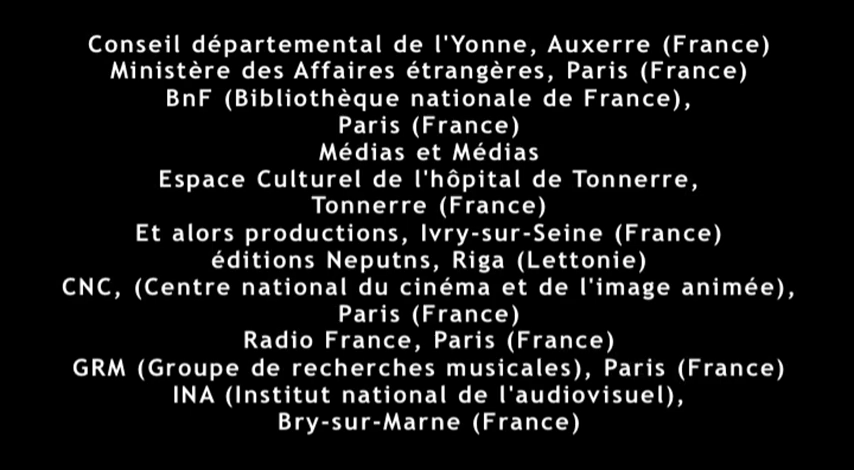 Conseil départemental de l'Yonne, Auxerre (France)
Ministère des Affaires étrangères, Paris (France)
BnF (Bibliothèque nationale de France),
Paris (France)
Médias et Médias
Espace Culturel de l'hôpital de Tonnerre,
Tonnerre (France)
Et alors productions, Ivry-sur-Seine (France)
éditions Neputns, Riga (Lettonie)
CNC, (Centre national du cinéma et de l'image animée),
Paris (France)
Radio France, Paris (France)
GRM (Groupe de recherches musicales), Paris (France)
INA (Institut national de l'audiovisuel),
Bry-sur-Marne (France)